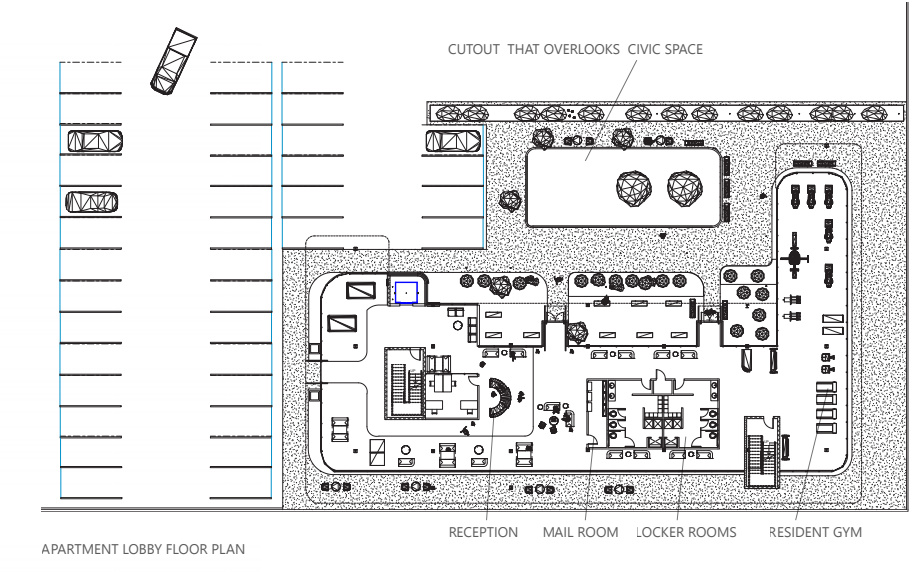 CUTOUT THAT OVERLOOKS CIVIC SPACE
RECEPTION MAIL ROOM LOCKER ROOMS RESIDENT GYM
APARTMENT LOBBY FLOOR PLAN